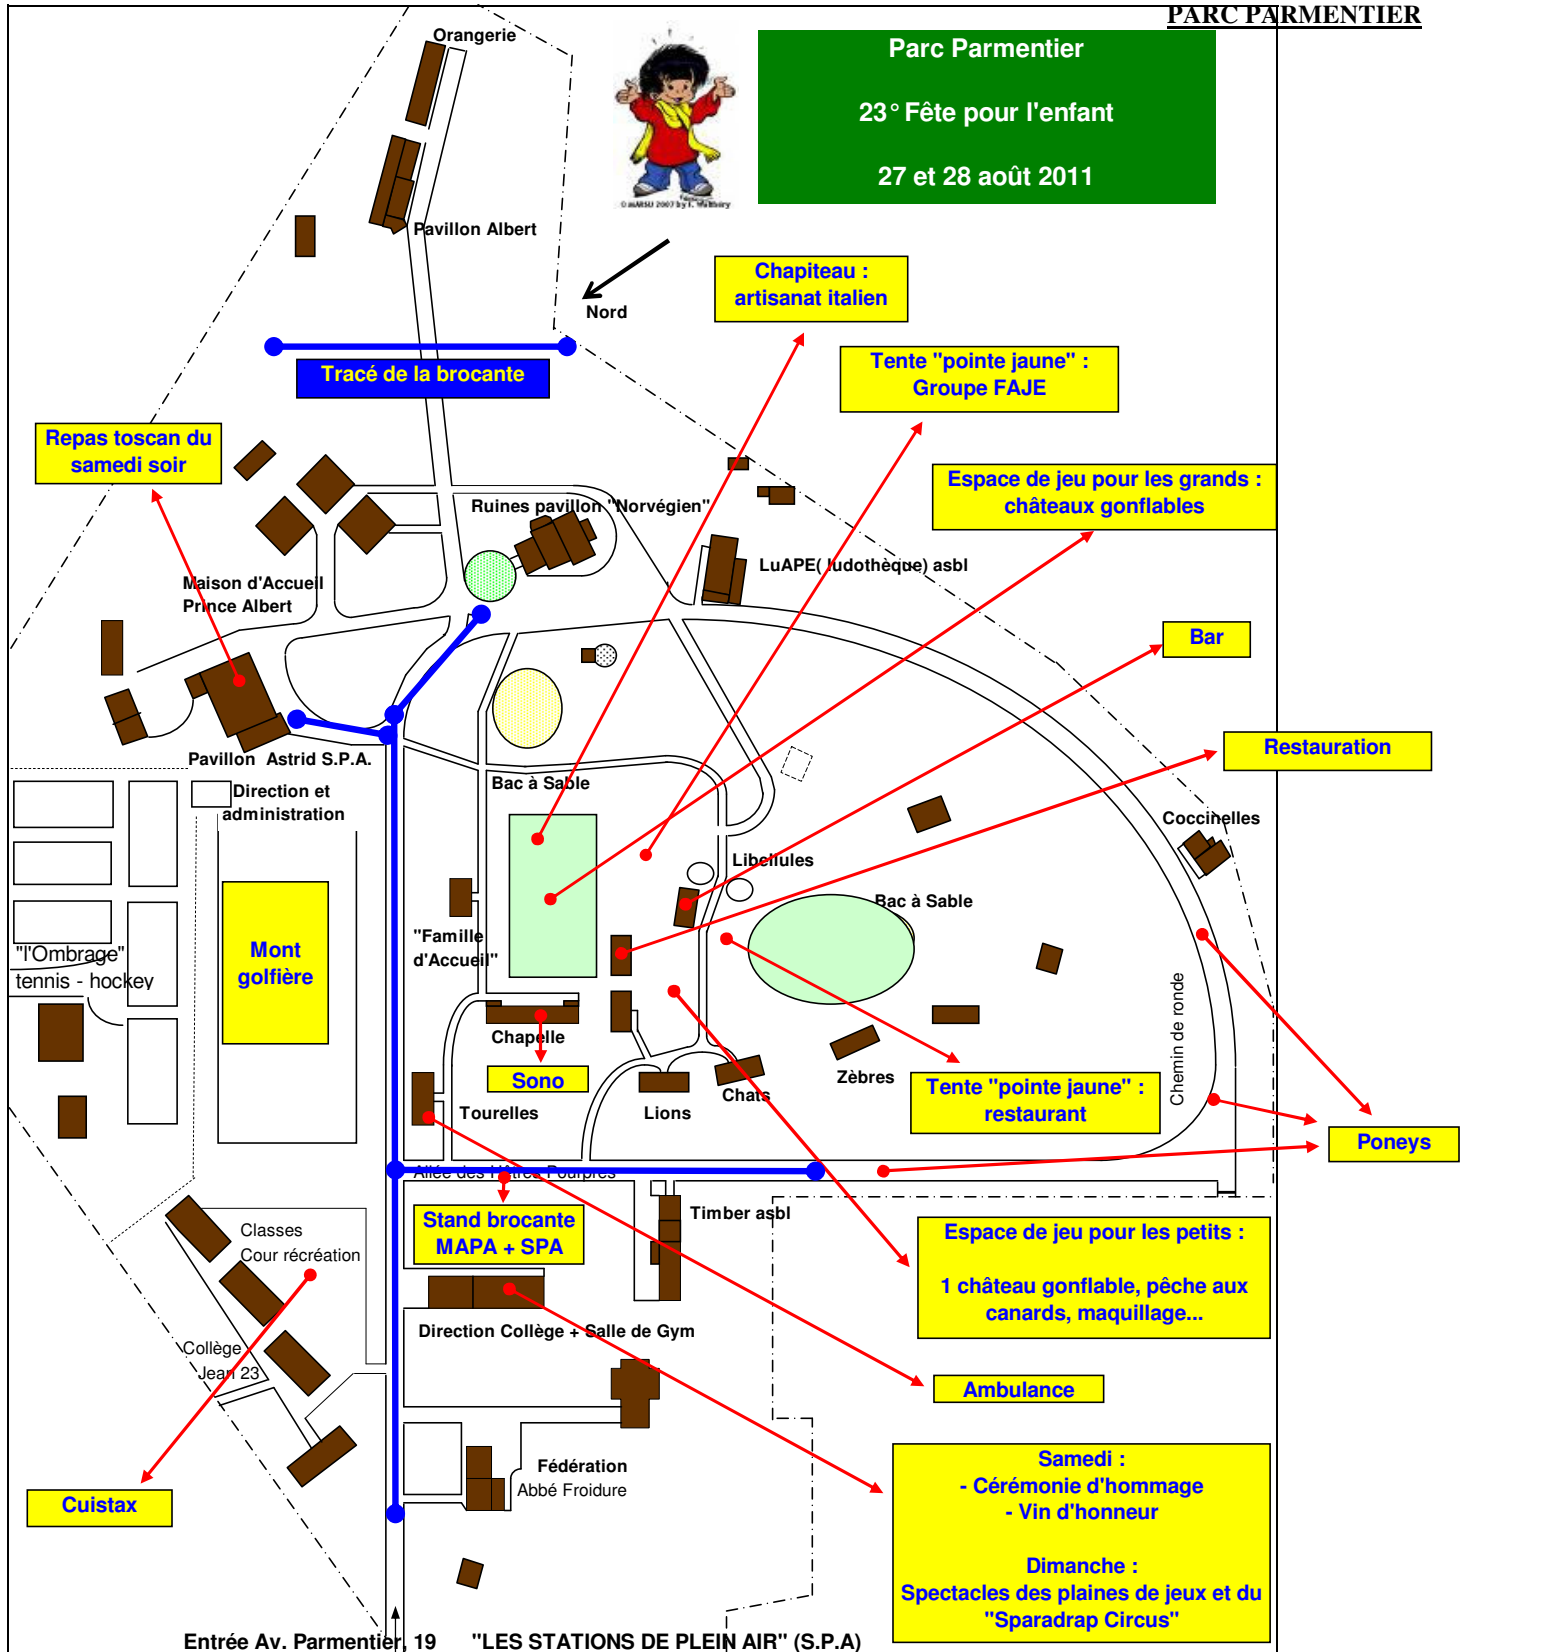 PARC PARMENTIER
Orangerie
Parc Parmentier
23° Fête pour l'enfant
27 et 28 août 2011
Pavillon Albert
Nord
Chapiteau :
artisanat italien
Tracé de la brocante
Tente "pointe jaune" :
Groupe FAJE
Repas toscan du
samedi soir
Espace de jeu pour les grands :
châteaux gonflables
Ruines pavillon "Norvégien"
LuAPE( ludothèque) asbl
Maison d'Accueil
Prince Albert
Bar
Restauration
Pavillon Astrid S.P.A.
Direction et
administration
Bac à Sable
Coccinelles
Libellules
Bac à Sable
"Famille
d'Accueil"
"l'Ombrage"
tennis - hockey
Mont
golfière
Chemin de ronde
Chapelle
Sono
Zèbres
Tente "pointe jaune" :
restaurant
Tourelles
Lions
Chats
Poneys
Allée des Hêtres Pourpres
Stand brocante
MAPA + SPA
Timber asbl
Classes
Cour récréation
Espace de jeu pour les petits :
1 château gonflable, pêche aux
canards, maquillage...
Direction Collège + Salle de Gym
Collège
Jean 23
Ambulance
Samedi :
- Cérémonie d'hommage
- Vin d'honneur
Dimanche :
Spectacles des plaines de jeux et du
"Sparadrap Circus"
Fédération
Abbé Froidure
Cuistax
Entrée Av. Parmentier, 19 "LES STATIONS DE PLEIN AIR" (S.P.A)